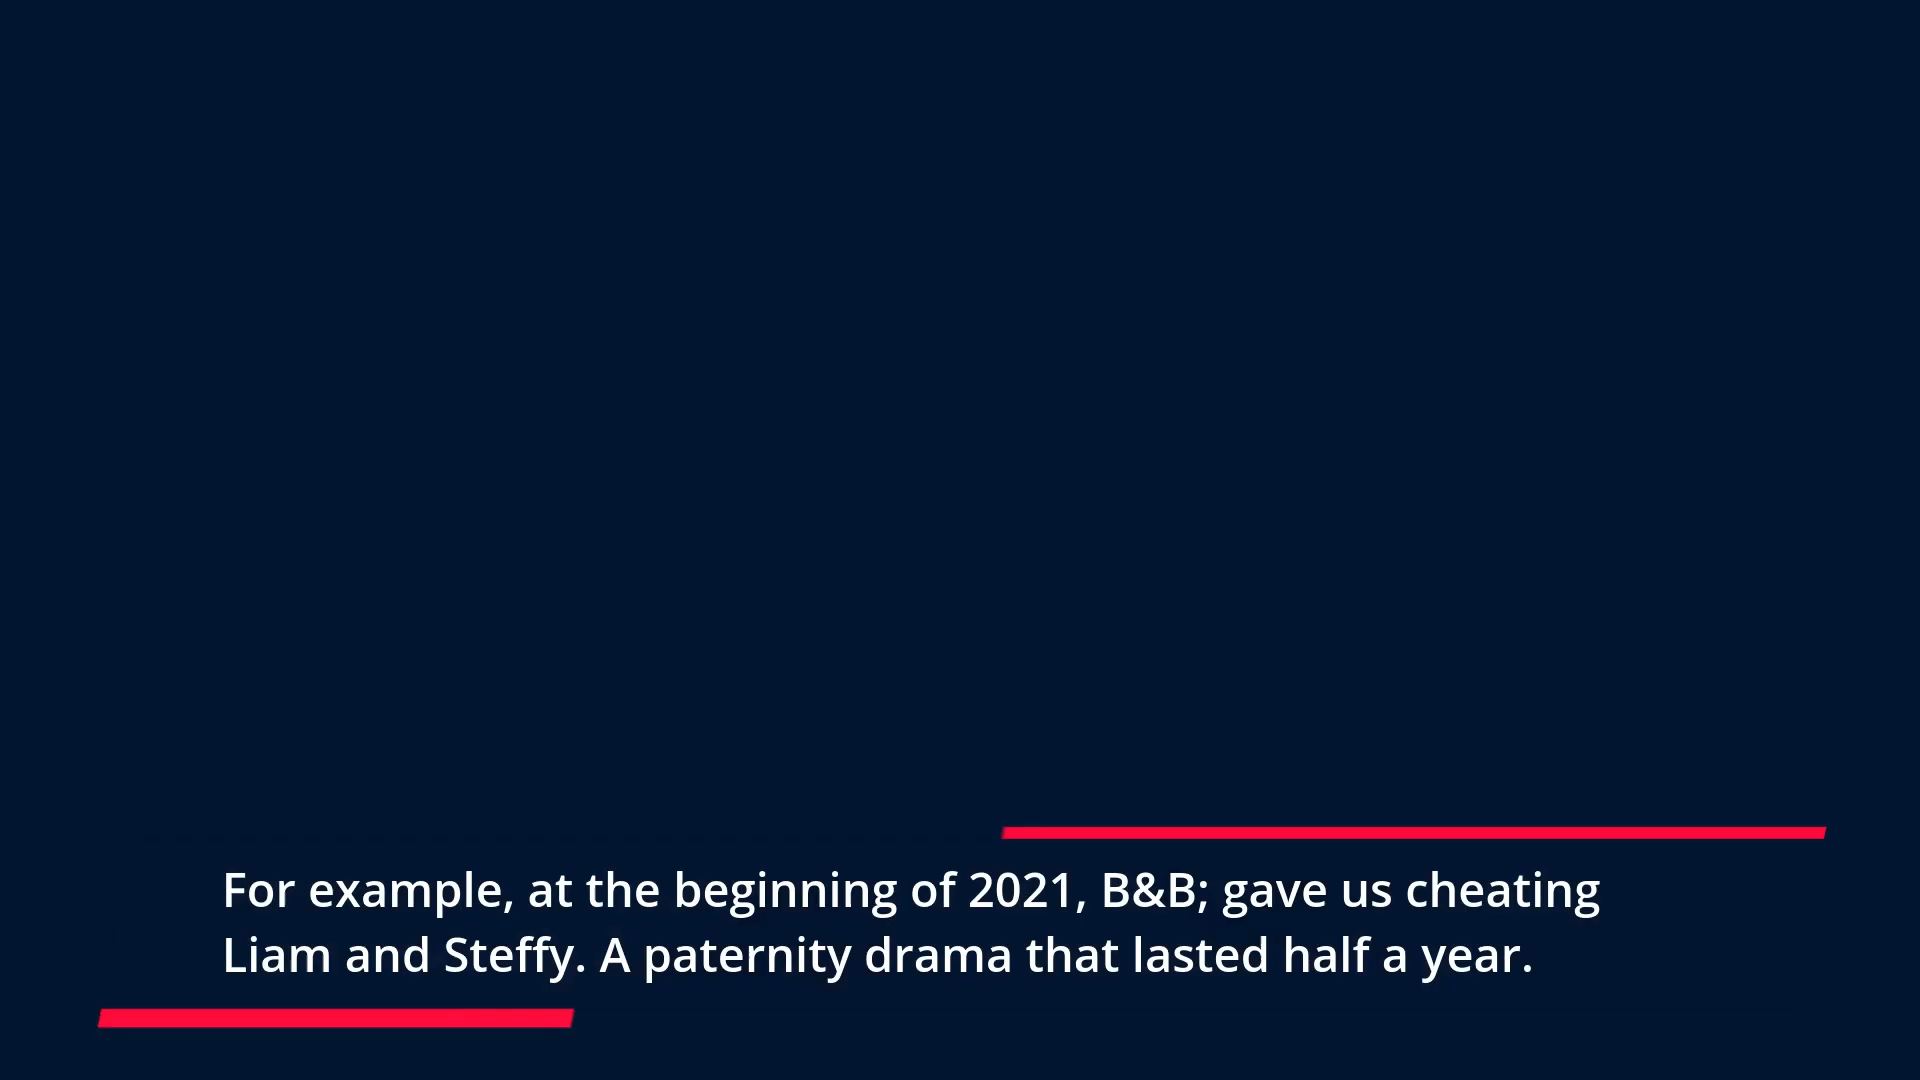 For example, at the beginning of 2021, B&B; gave us cheating
Liam and Steffy. A paternity drama that lasted half a year.